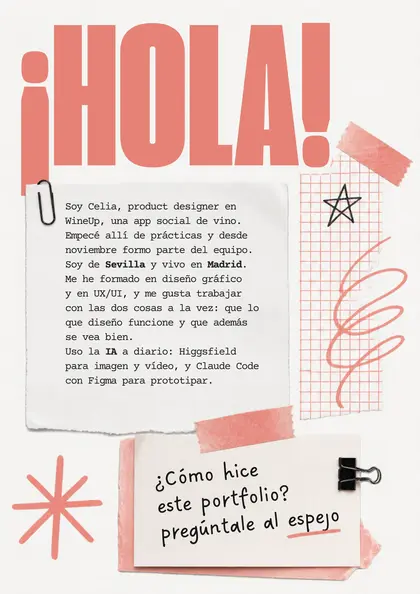 ¡HOLA!
Soy Celia, product designer en
WineUp, una app social de vino.
Empecé allí de prácticas y desde
noviembre formo parte del equipo.
Soy de Sevilla y vivo en Madrid.
Me he formado en diseño gráfico
y en UX/UI, y me gusta trabajar
con las dos cosas a la vez: que lo
que diseño funcione y que además
se vea bien.
Uso la IA a diario: Higgsfield
para imagen y vídeo, y Claude Code
con Figma para prototipar.
¿Cómo hice
este portfolio?
pregúntale al espejo